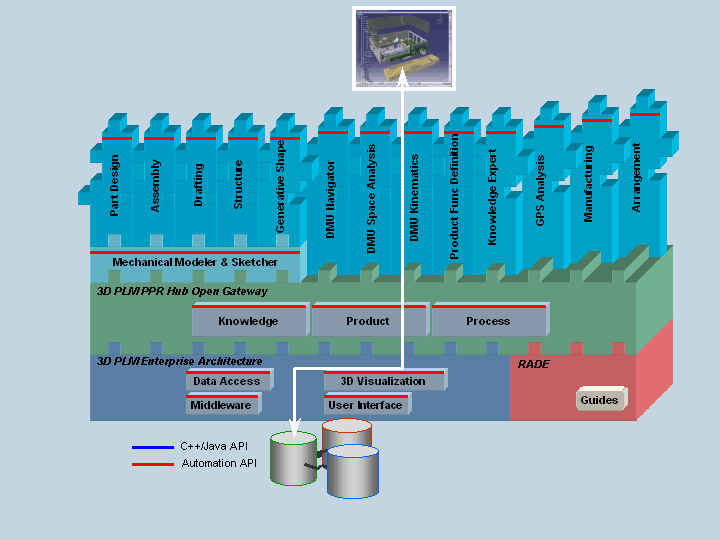 Part Design
Assembly
Drafting
Structure
Generative Shape
DMU Navigator
DMU Space Analysis
DMU Kinematics
Product Func Definition
Knowledge Expert
GPS Analysis
Manufacturing
Arrangement
Mechanical Modeler & Sketcher
3D PLM PPR Hub Open Gateway
Knowledge
Product
Process
3D PLM Enterprise Architecture
RADE
Data Access
3D Visualization
Middleware
User Interface
Guides
C++/Java API
Automation API